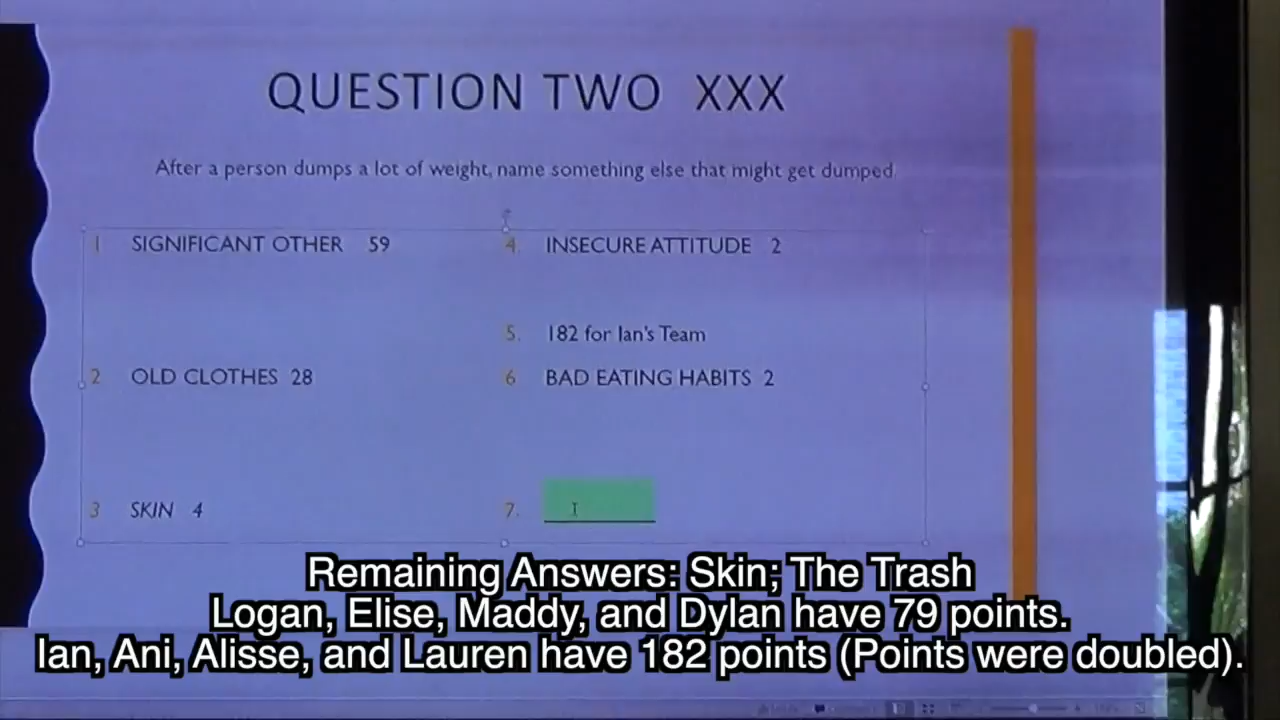 QUESTION TWO XXX
After a person dumps a lot of weight, name something else that might get dumped.
1 SIGNIFICANT OTHER 59
2 OLD CLOTHES 28
3 SKIN 4
4. INSECURE ATTITUDE 2
5. 182 for Ian's Team
6 BAD EATING HABITS 2
7.
Remaining Answers: Skin; The Trash
Logan, Elise, Maddy, and Dylan have 79 points.
Ian, Ani, Alisse, and Lauren have 182 points (Points were doubled).